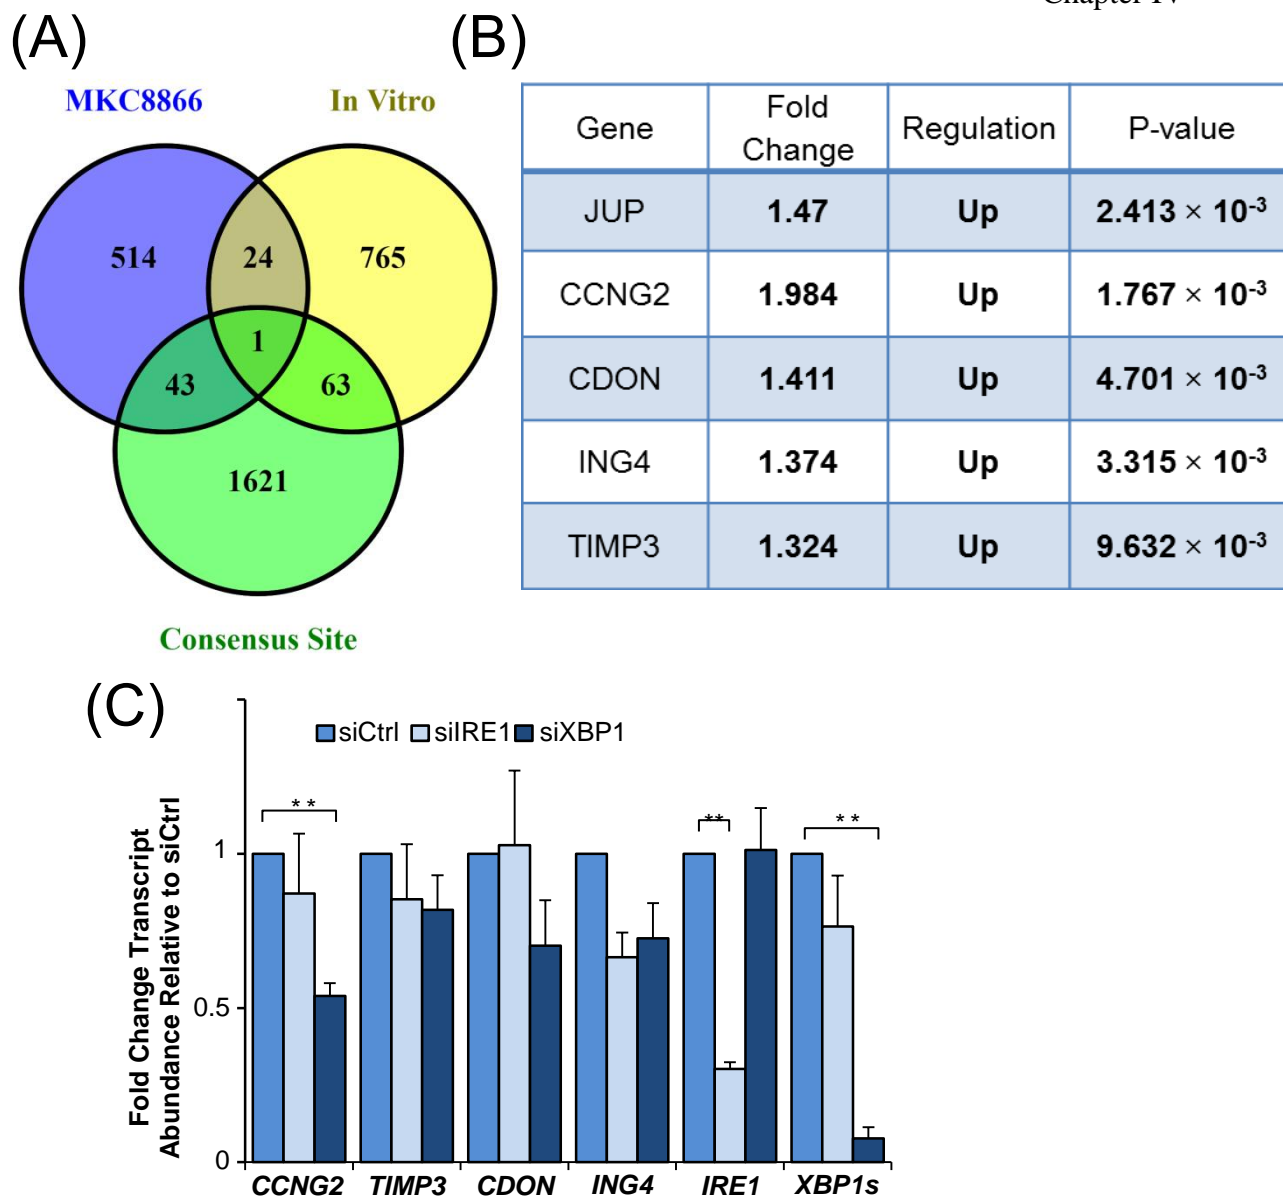 Chapter IV
(A)
MKC8866
In Vitro
514
24
765
1
43
63
1621
Consensus Site
(B)
Gene Fold Change Regulation P-value
JUP 1.47 Up 2.413 × 10⁻³
CCNG2 1.984 Up 1.767 × 10⁻³
CDON 1.411 Up 4.701 × 10⁻³
ING4 1.374 Up 3.315 × 10⁻³
TIMP3 1.324 Up 9.632 × 10⁻³
(C)
siCtrl siIRE1 siXBP1
Fold Change Transcript
Abundance Relative to siCtrl
1
0.5
0
* *
**
* *
CCNG2 TIMP3 CDON ING4 IRE1 XBP1s